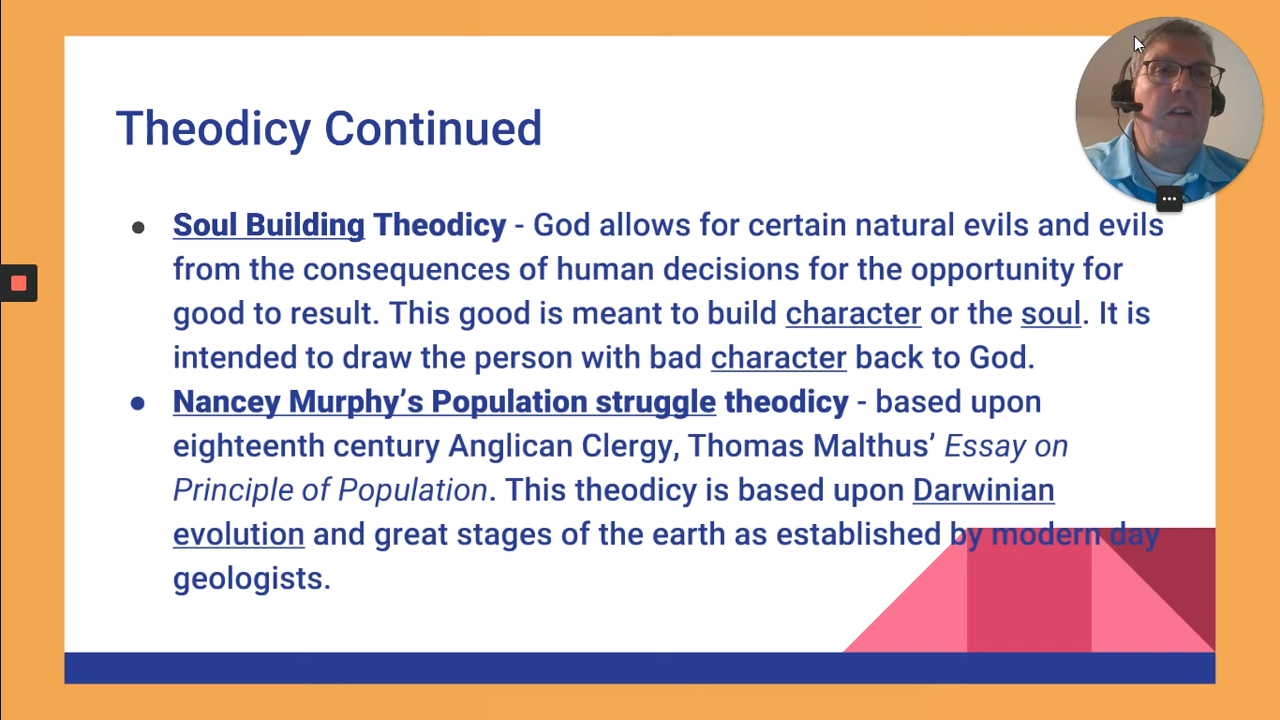 Theodicy Continued
● Soul Building Theodicy - God allows for certain natural evils and evils
from the consequences of human decisions for the opportunity for
good to result. This good is meant to build character or the soul. It is
intended to draw the person with bad character back to God.
● Nancey Murphy’s Population struggle theodicy - based upon
eighteenth century Anglican Clergy, Thomas Malthus’ Essay on
Principle of Population. This theodicy is based upon Darwinian
evolution and great stages of the earth as established by modern day
geologists.